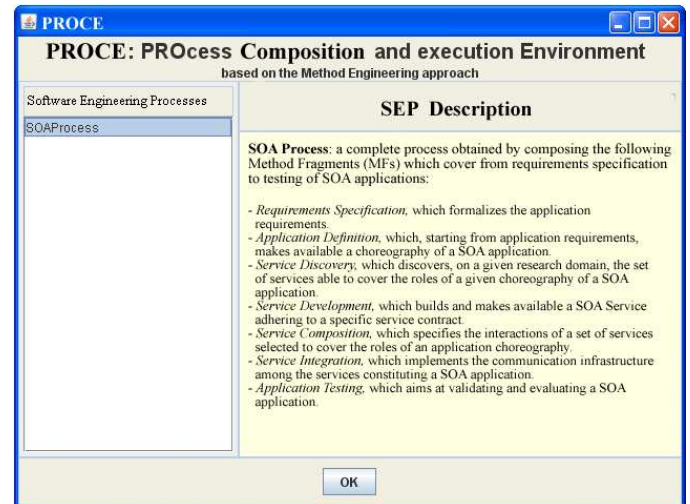 PROCE
PROCE: PROcess Composition and execution Environment
based on the Method Engineering approach
Software Engineering Processes
SOAProcess
SEP Description
SOA Process: a complete process obtained by composing the following
Method Fragments (MFs) which cover from requirements specification
to testing of SOA applications:
- Requirements Specification, which formalizes the application
requirements.
- Application Definition, which, starting from application requirements,
makes available a choreography of a SOA application.
- Service Discovery, which discovers, on a given research domain, the set
of services able to cover the roles of a given choreography of a SOA
application.
- Service Development, which builds and makes available a SOA Service
adhering to a specific service contract.
- Service Composition, which specifies the interactions of a set of services
selected to cover the roles of an application choreography.
- Service Integration, which implements the communication infrastructure
among the services constituting a SOA application.
- Application Testing, which aims at validating and evaluating a SOA
application.
OK